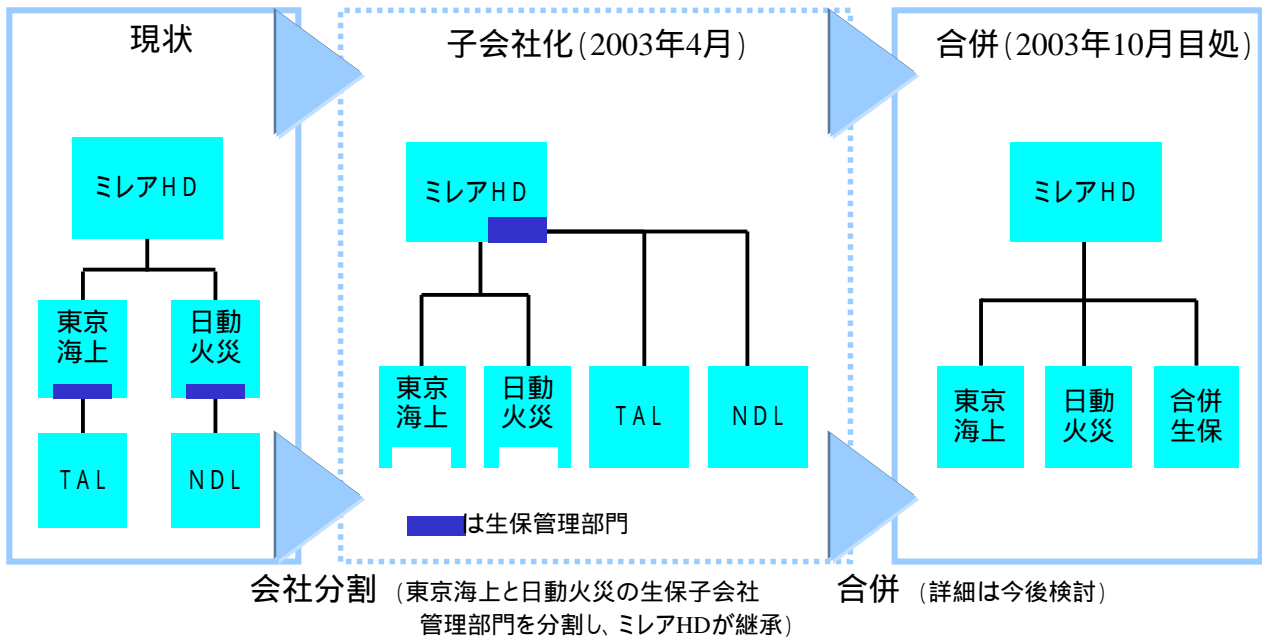 現状
ミレアHD
東京
海上
日動
火災
TAL
NDL
子会社化(2003年4月)
ミレアHD
東京
海上
日動
火災
TAL
NDL
は生保管理部門
合併(2003年10月目処)
ミレアHD
東京
海上
日動
火災
合併
生保
会社分割 (東京海上と日動火災の生保子会社
管理部門を分割し、ミレアHDが継承)
合併 (詳細は今後検討)